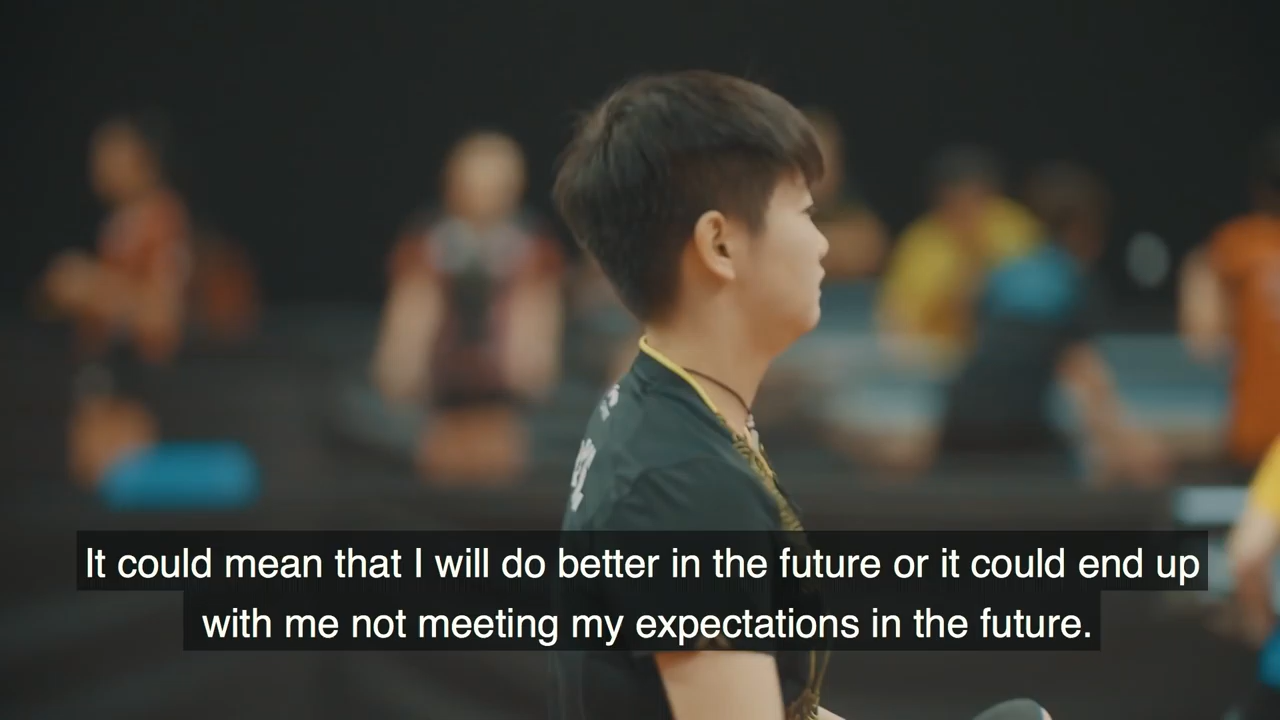 It could mean that I will do better in the future or it could end up
with me not meeting my expectations in the future.